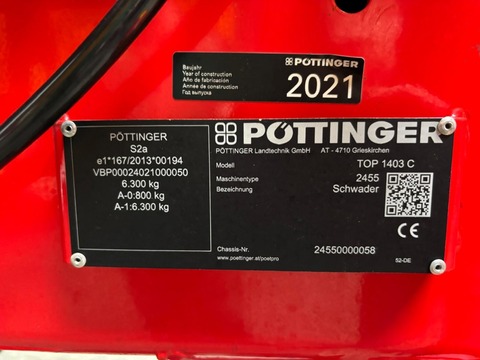 Baujahr
Year of construction
Año de fabricación
Année de construction
Год выпуска
PÖTTINGER
2021
PÖTTINGER
S2a
e1*167/2013*00194
VBP00024021000050
6.300 kg
A-0:800 kg
A-1:6.300 kg
PÖTTINGER
PÖTTINGER Landtechnik GmbH AT - 4710 Grieskirchen
Modell TOP 1403 C
Maschinentype 2455
Bezeichnung Schwader
CE
Chassis-Nr. 24550000058
www.poettinger.at/poetpro 52-DE